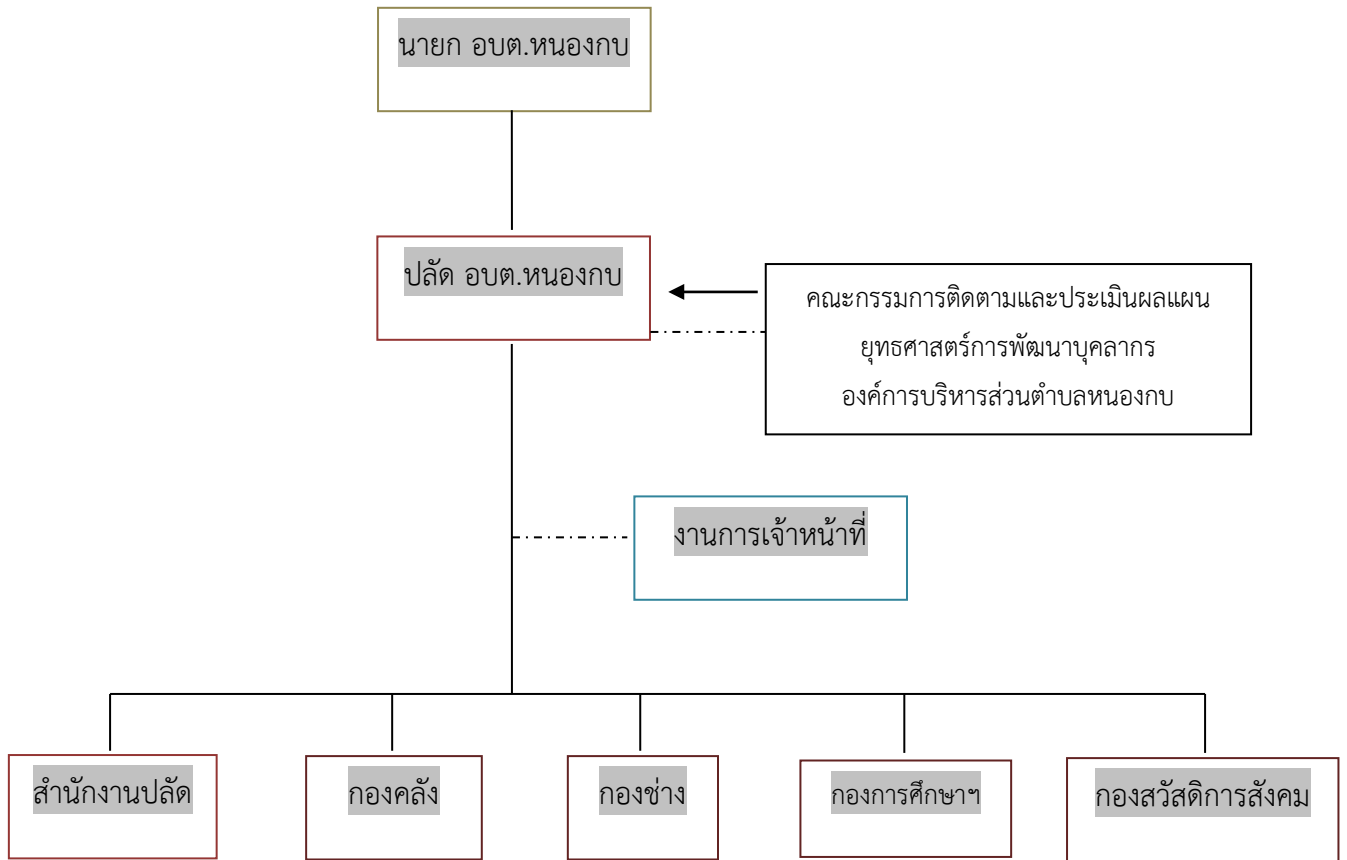 นายก อบต.หนองกบ
ปลัด อบต.หนองกบ
คณะกรรมการติดตามและประเมินผลแผน
ยุทธศาสตร์การพัฒนาบุคลากร
องค์การบริหารส่วนตำบลหนองกบ
งานการเจ้าหน้าที่
สำนักงานปลัด
กองคลัง
กองช่าง
กองการศึกษาฯ
กองสวัสดิการสังคม